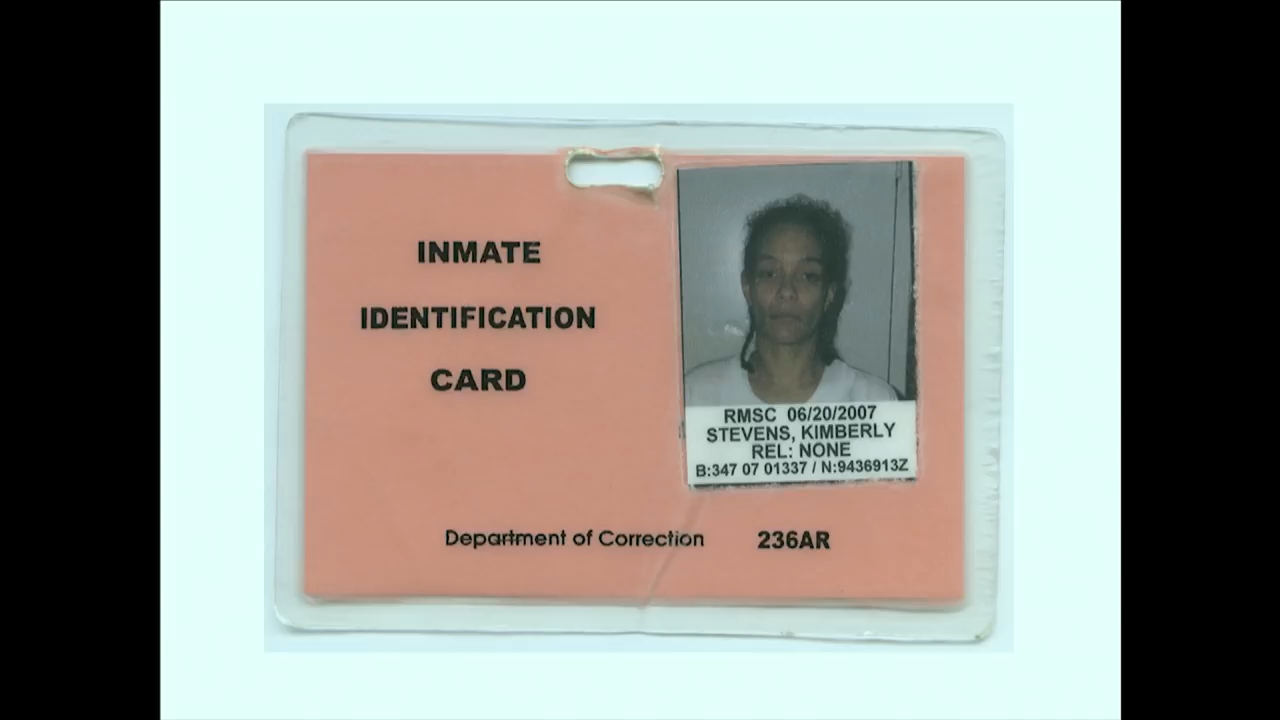 INMATE
IDENTIFICATION
CARD
RMSC 06/20/2007
STEVENS, KIMBERLY
REL: NONE
B:347 07 01337 / N:9436913Z
Department of Correction 236AR